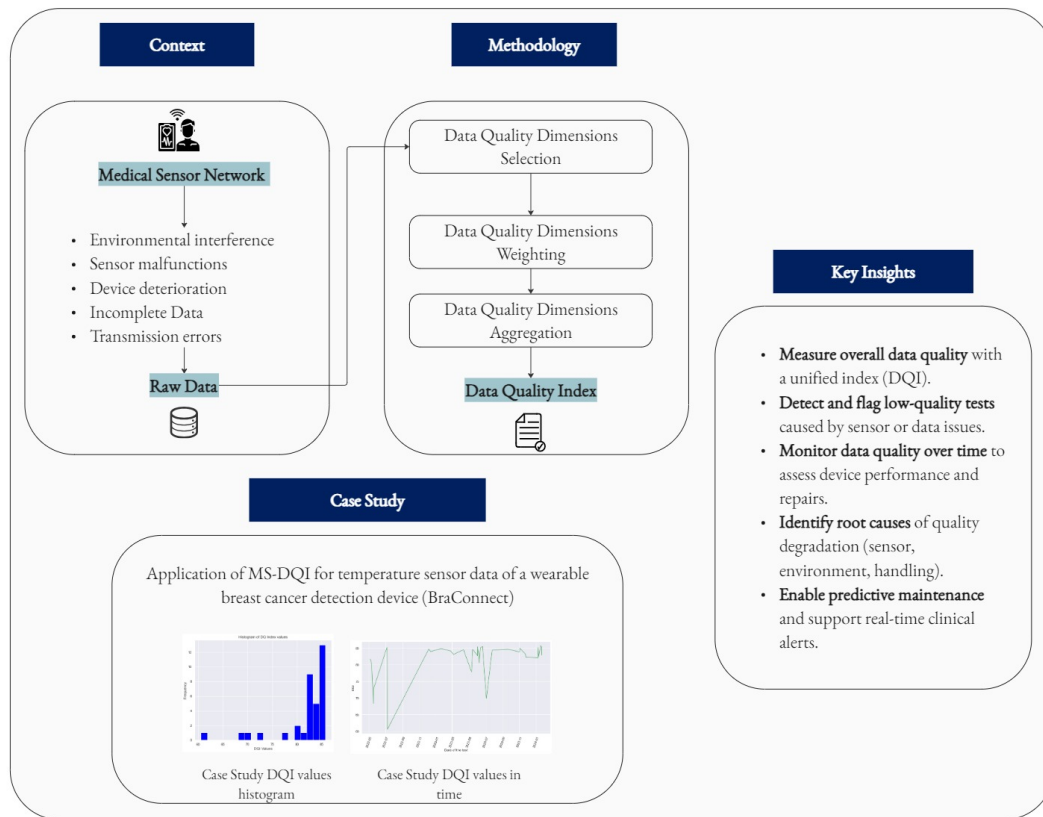 Context
Medical Sensor Network
• Environmental interference
• Sensor malfunctions
• Device deterioration
• Incomplete Data
• Transmission errors
Raw Data
Methodology
Data Quality Dimensions
Selection
Data Quality Dimensions
Weighting
Data Quality Dimensions
Aggregation
Data Quality Index
Key Insights
• Measure overall data quality with
a unified index (DQI).
• Detect and flag low-quality tests
caused by sensor or data issues.
• Monitor data quality over time to
assess device performance and
repairs.
• Identify root causes of quality
degradation (sensor,
environment, handling).
• Enable predictive maintenance
and support real-time clinical
alerts.
Case Study
Application of MS-DQI for temperature sensor data of a wearable
breast cancer detection device (BraConnect)
Frequency
Case Study DQI values
histogram
Case Study DQI values in
time